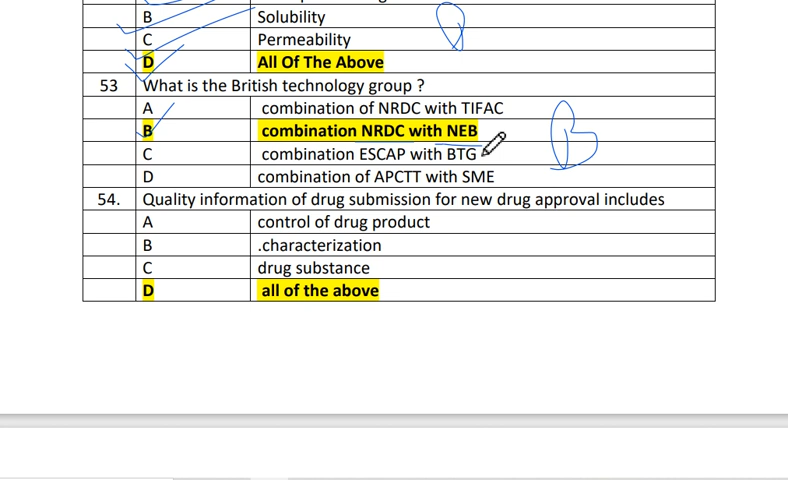 B Solubility
C Permeability
D All Of The Above
53 What is the British technology group ?
A combination of NRDC with TIFAC
B combination NRDC with NEB
C combination ESCAP with BTG
D combination of APCTT with SME
54. Quality information of drug submission for new drug approval includes
A control of drug product
B .characterization
C drug substance
D all of the above